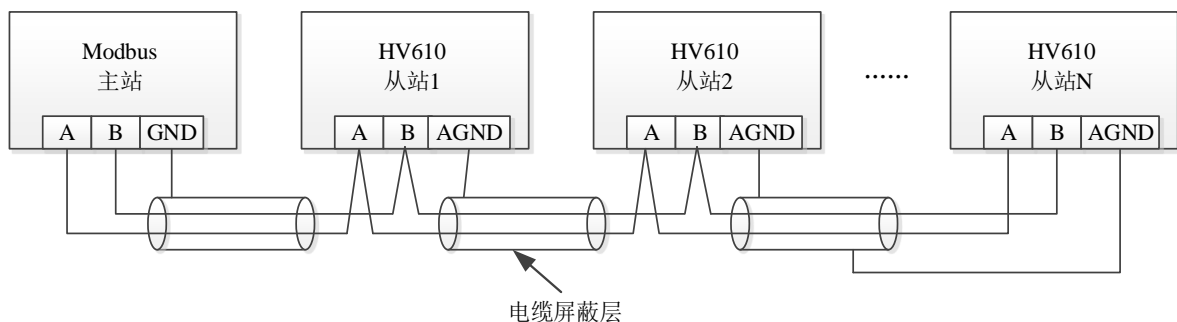 Modbus
主站
A B GND
HV610
从站1
A B AGND
HV610
从站2
A B AGND
......
HV610
从站N
A B AGND
电缆屏蔽层